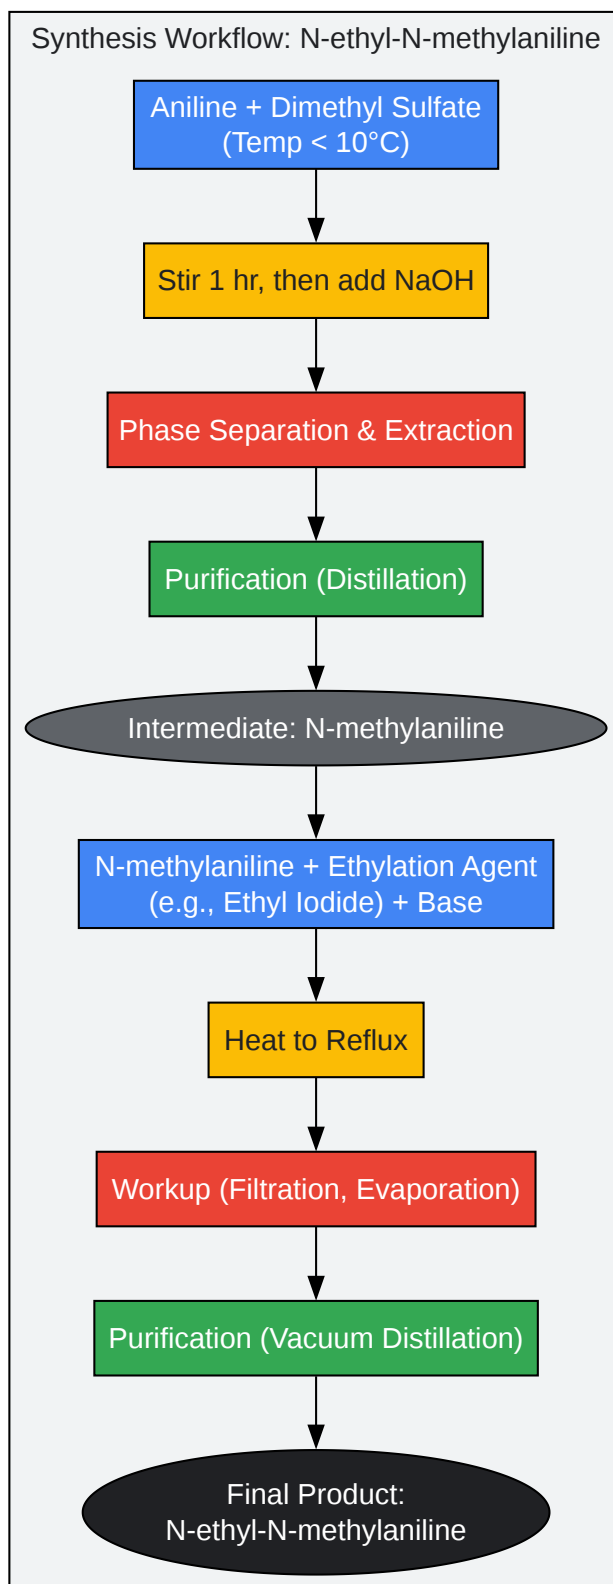 Synthesis Workflow: N-ethyl-N-methylaniline
Aniline + Dimethyl Sulfate
(Temp < 10°C)
Stir 1 hr, then add NaOH
Phase Separation & Extraction
Purification (Distillation)
Intermediate: N-methylaniline
N-methylaniline + Ethylation Agent
(e.g., Ethyl Iodide) + Base
Heat to Reflux
Workup (Filtration, Evaporation)
Purification (Vacuum Distillation)
Final Product:
N-ethyl-N-methylaniline